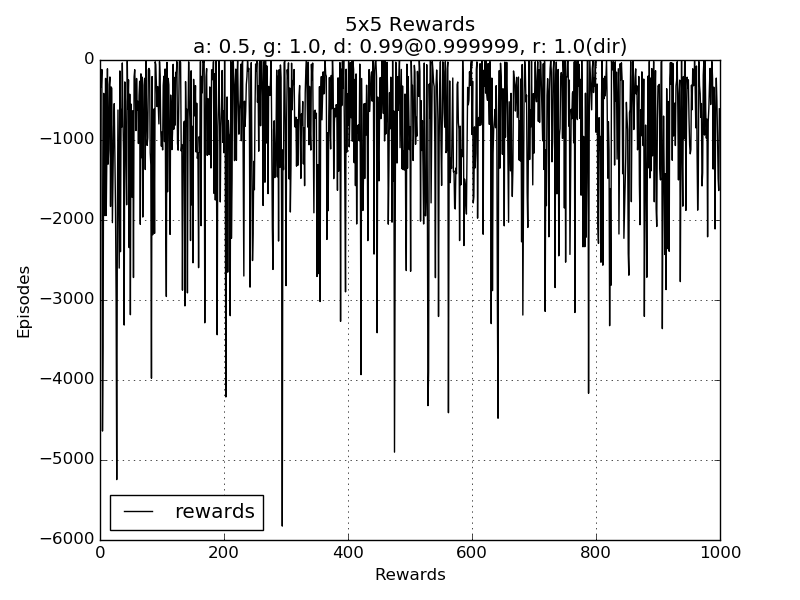 5x5 Rewards
a: 0.5, g: 1.0, d: 0.99@0.999999, r: 1.0(dir)
0
−1000
−2000
−3000
−4000
−5000
−6000
Episodes
rewards
0 200 400 600 800 1000
Rewards